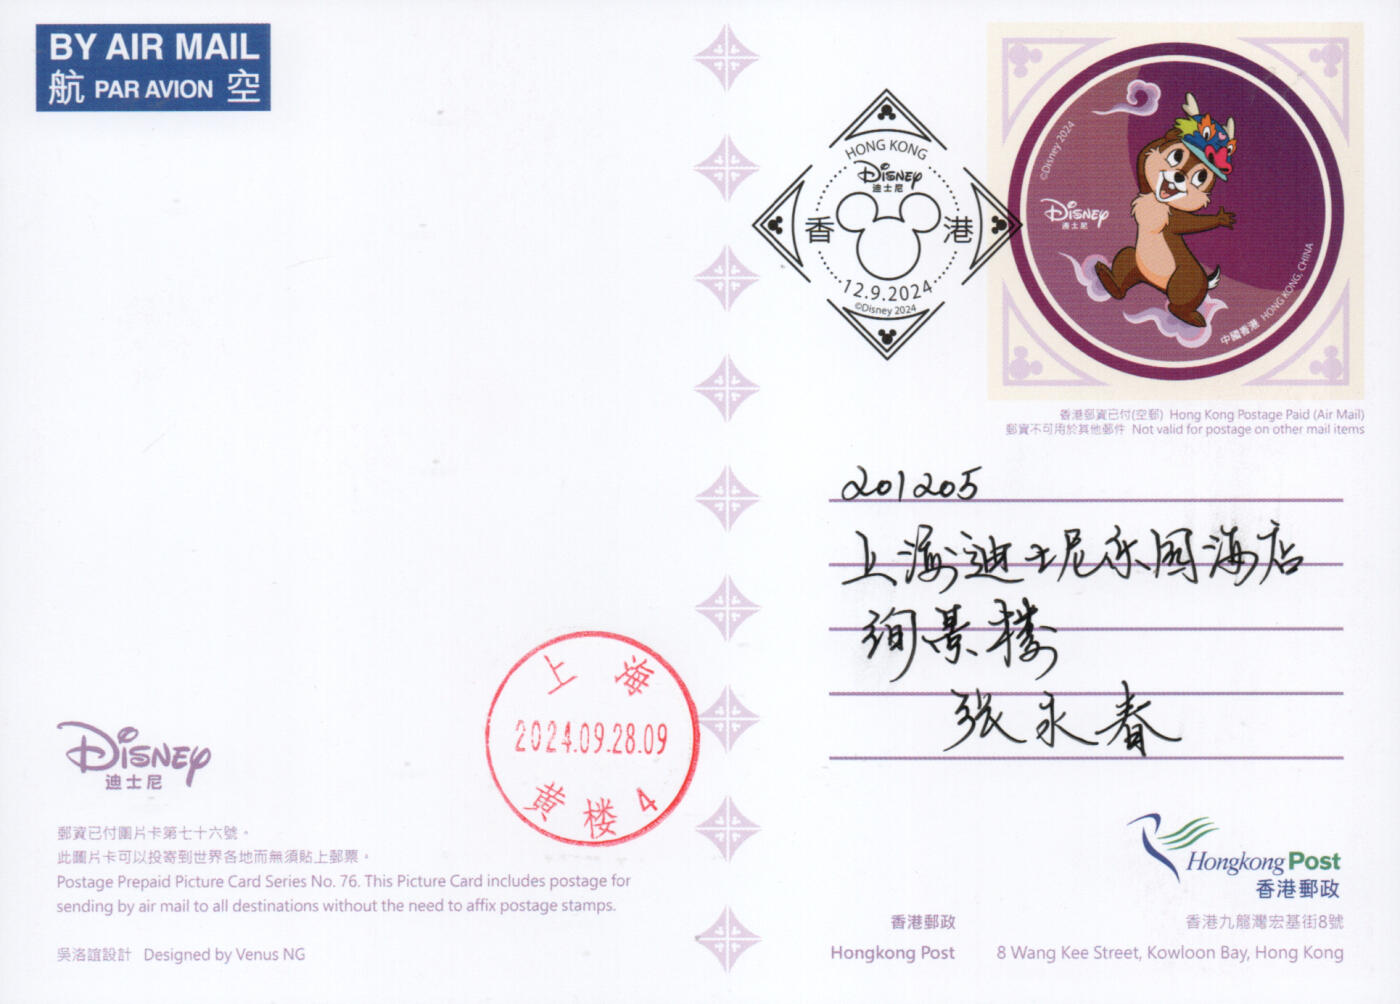 BY AIR MAIL
航 PAR AVION 空
HONG KONG
Disney
迪士尼
香 港
12.9.2024
©Disney 2024
©Disney 2024
Disney
迪士尼
中國香港 HONG KONG, CHINA
香港郵資已付(空郵) Hong Kong Postage Paid (Air Mail)
郵資不可用於其他郵件 Not valid for postage on other mail items
201205
上海迪士尼乐园海店
绚景楼
张永春
上 海
2024.09.28.09
黄楼 4
Disney
迪士尼
郵資已付圖片卡第七十六號。
此圖片卡可以投寄到世界各地而無須貼上郵票。
Postage Prepaid Picture Card Series No. 76. This Picture Card includes postage for
sending by air mail to all destinations without the need to affix postage stamps.
吳洛誼設計 Designed by Venus NG
Hongkong Post
香港郵政
香港郵政 香港九龍灣宏基街8號
Hongkong Post 8 Wang Kee Street, Kowloon Bay, Hong Kong